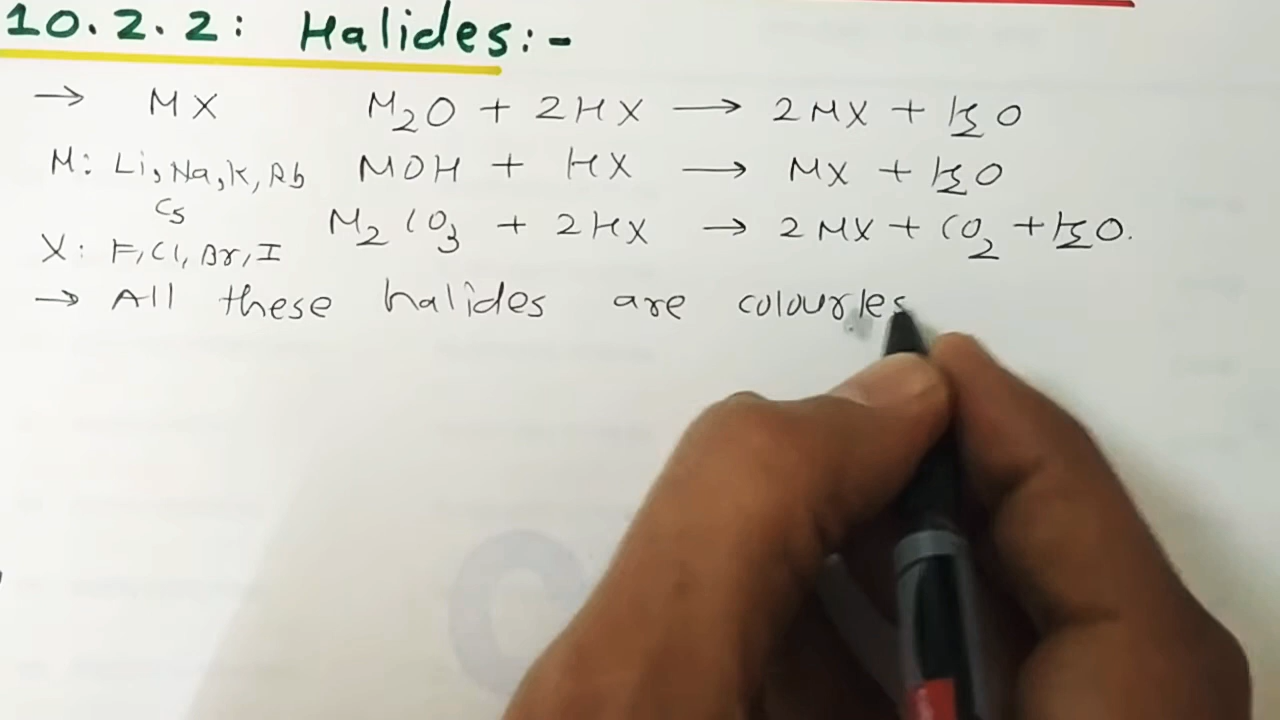 10.2.2: Halides:-
→ MX M₂O + 2HX → 2MX + H₂O
M: Li, Na, K, Rb MOH + HX → MX + H₂O
Cs M₂CO₃ + 2HX → 2MX + CO₂ + H₂O.
X: F, Cl, Br, I
→ All these halides are colourles